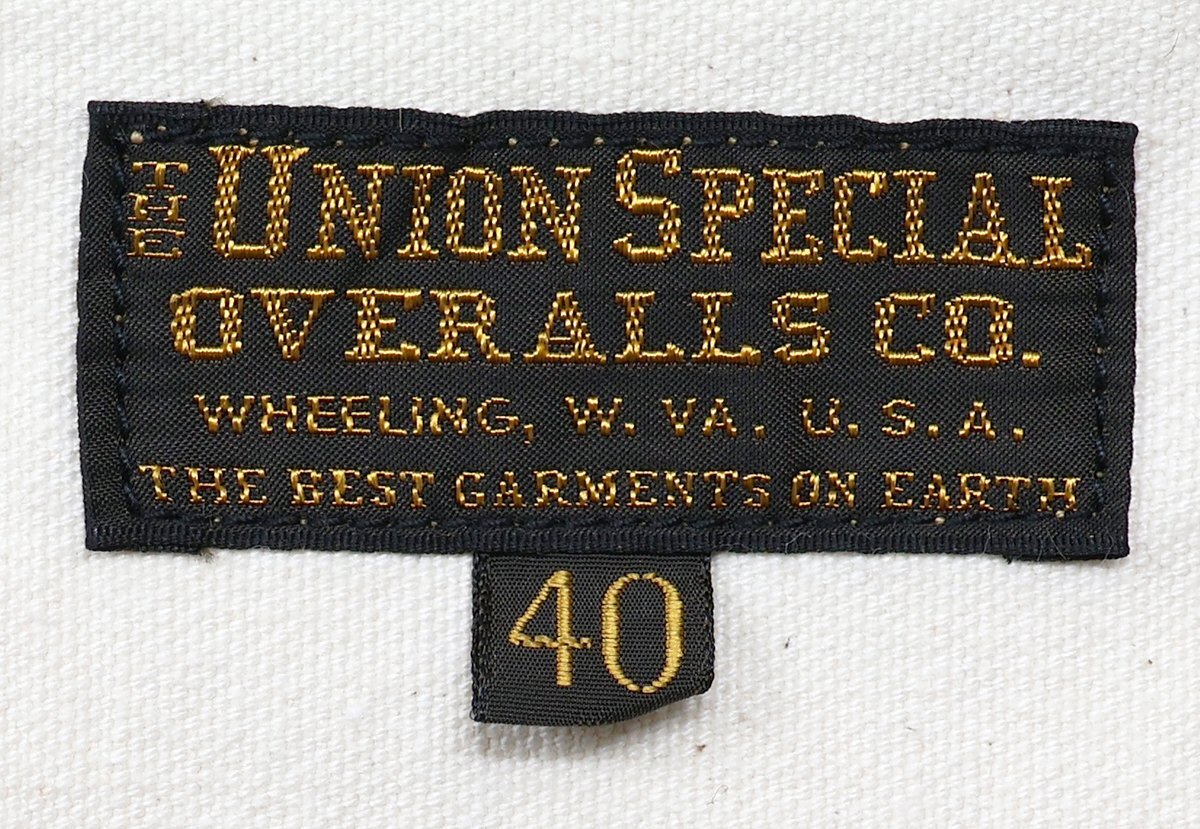 THE UNION SPECIAL
OVERALLS CO.
WHEELING, W. VA. U.S.A.
THE BEST GARMENTS ON EARTH
40